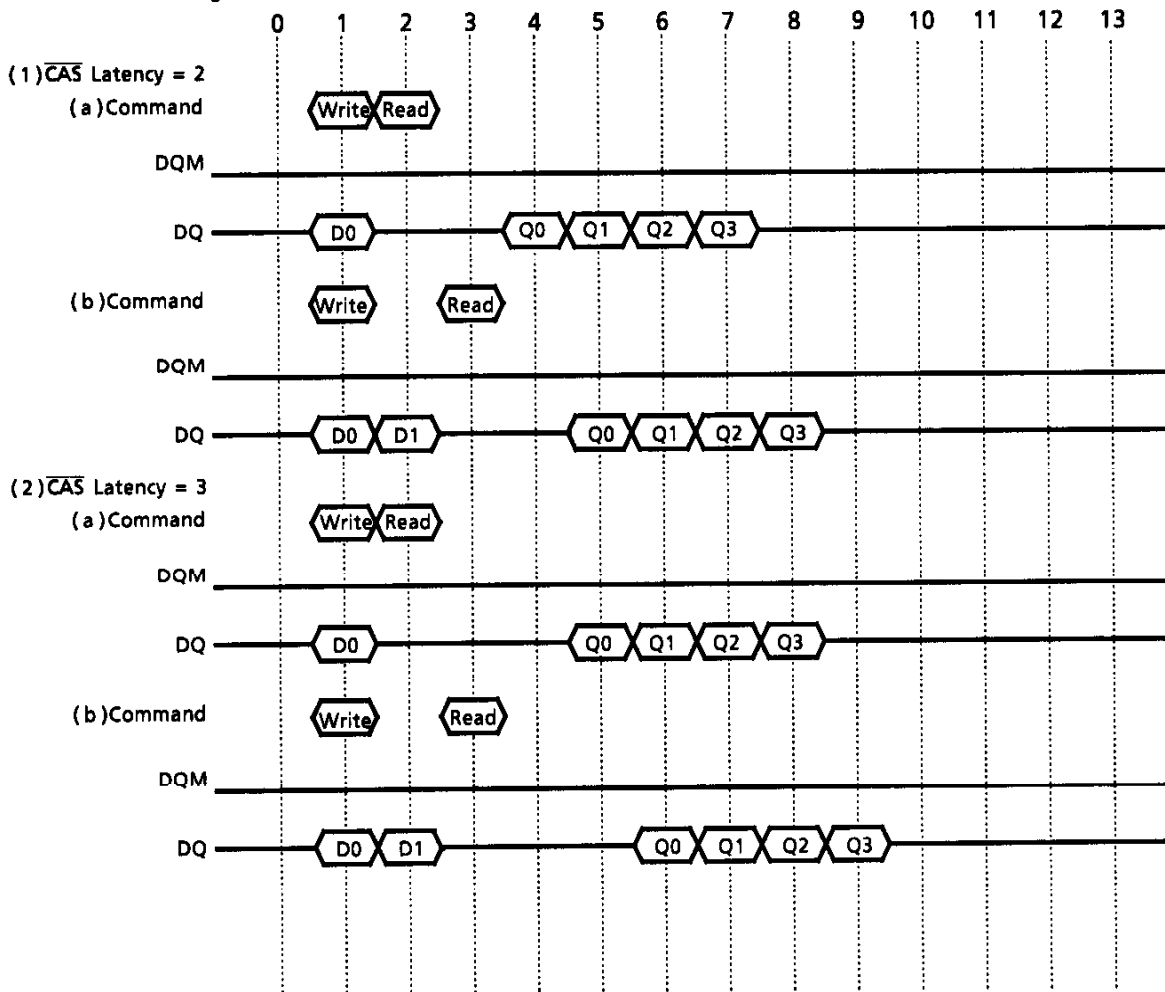 0 1 2 3 4 5 6 7 8 9 10 11 12 13
(1) C̅A̅S̅ Latency = 2
(a) Command Write Read
DQM
DQ D0 Q0 Q1 Q2 Q3
(b) Command Write Read
DQM
DQ D0 D1 Q0 Q1 Q2 Q3
(2) C̅A̅S̅ Latency = 3
(a) Command Write Read
DQM
DQ D0 Q0 Q1 Q2 Q3
(b) Command Write Read
DQM
DQ D0 D1 Q0 Q1 Q2 Q3